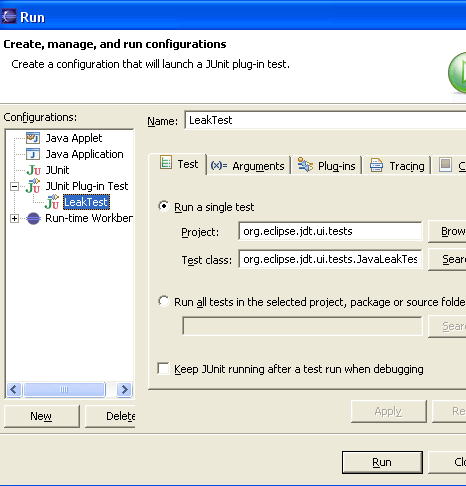 Run
Create, manage, and run configurations
Create a configuration that will launch a JUnit plug-in test.
Configurations:
Java Applet
Java Application
JUnit
JUnit Plug-in Test
LeakTest
Run-time Workben
New
Delete
Name: LeakTest
Test (x)= Arguments Plug-ins Tracing C
Run a single test
Project: org.eclipse.jdt.ui.tests Brow
Test class: org.eclipse.jdt.ui.tests.JavaLeakTes Sear
Run all tests in the selected project, package or source folde
Sear
Keep JUnit running after a test run when debugging
Apply Re
Run Clo